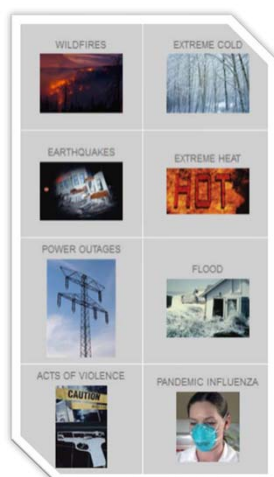 WILDFIRES
EXTREME COLD
EARTHQUAKES
EXTREME HEAT
HOT
POWER OUTAGES
FLOOD
ACTS OF VIOLENCE
PANDEMIC INFLUENZA
CAUTION